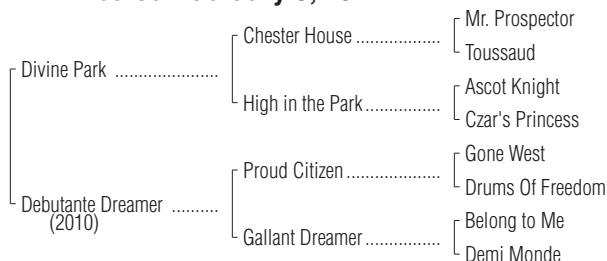 Mr. Prospector
Chester House ..................
Toussaud
Divine Park ......................
Ascot Knight
High in the Park ................
Czar's Princess
Gone West
Proud Citizen ....................
Drums Of Freedom
Debutante Dreamer ..........
(2010)
Belong to Me
Gallant Dreamer ................
Demi Monde